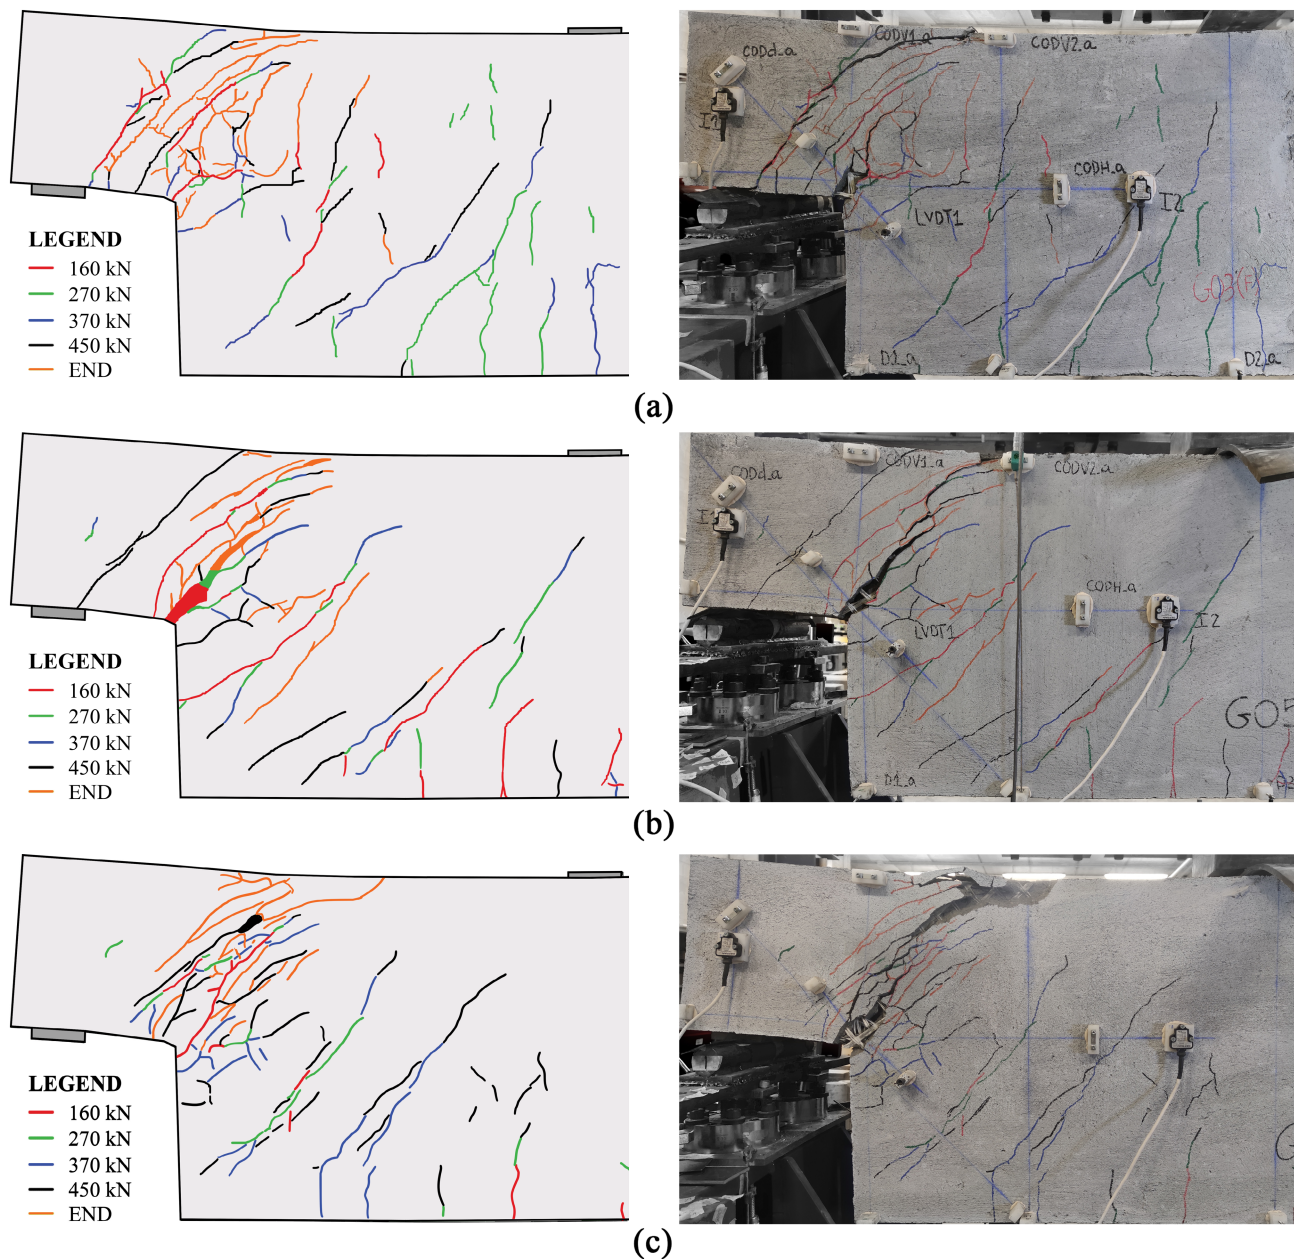 CODd_a
CODV1_a
CODV2_a
I1
CODH_a
I2
LVDT1
G03(F)
D1_a
D2_a
LEGEND
160 kN
270 kN
370 kN
450 kN
END
(a)
CODd_a
CODV1_a
CODV2_a
CODH_a
I2
LVDT1
G05
D1_a
LEGEND
160 kN
270 kN
370 kN
450 kN
END
(b)
LEGEND
160 kN
270 kN
370 kN
450 kN
END
(c)